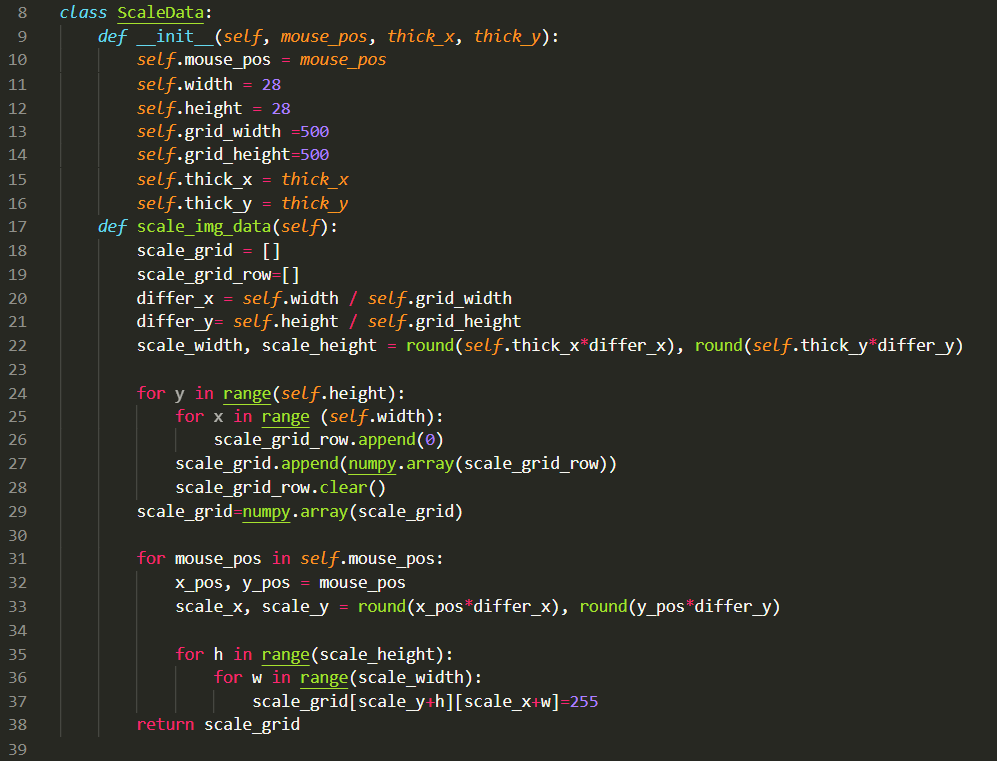 8 class ScaleData:
9     def __init__(self, mouse_pos, thick_x, thick_y):
10         self.mouse_pos = mouse_pos
11         self.width = 28
12         self.height = 28
13         self.grid_width =500
14         self.grid_height=500
15         self.thick_x = thick_x
16         self.thick_y = thick_y
17     def scale_img_data(self):
18         scale_grid = []
19         scale_grid_row=[]
20         differ_x = self.width / self.grid_width
21         differ_y= self.height / self.grid_height
22         scale_width, scale_height = round(self.thick_x*differ_x), round(self.thick_y*differ_y)
23
24         for y in range(self.height):
25             for x in range (self.width):
26                 scale_grid_row.append(0)
27             scale_grid.append(numpy.array(scale_grid_row))
28             scale_grid_row.clear()
29         scale_grid=numpy.array(scale_grid)
30
31         for mouse_pos in self.mouse_pos:
32             x_pos, y_pos = mouse_pos
33             scale_x, scale_y = round(x_pos*differ_x), round(y_pos*differ_y)
34
35             for h in range(scale_height):
36                 for w in range(scale_width):
37                     scale_grid[scale_y+h][scale_x+w]=255
38         return scale_grid
39